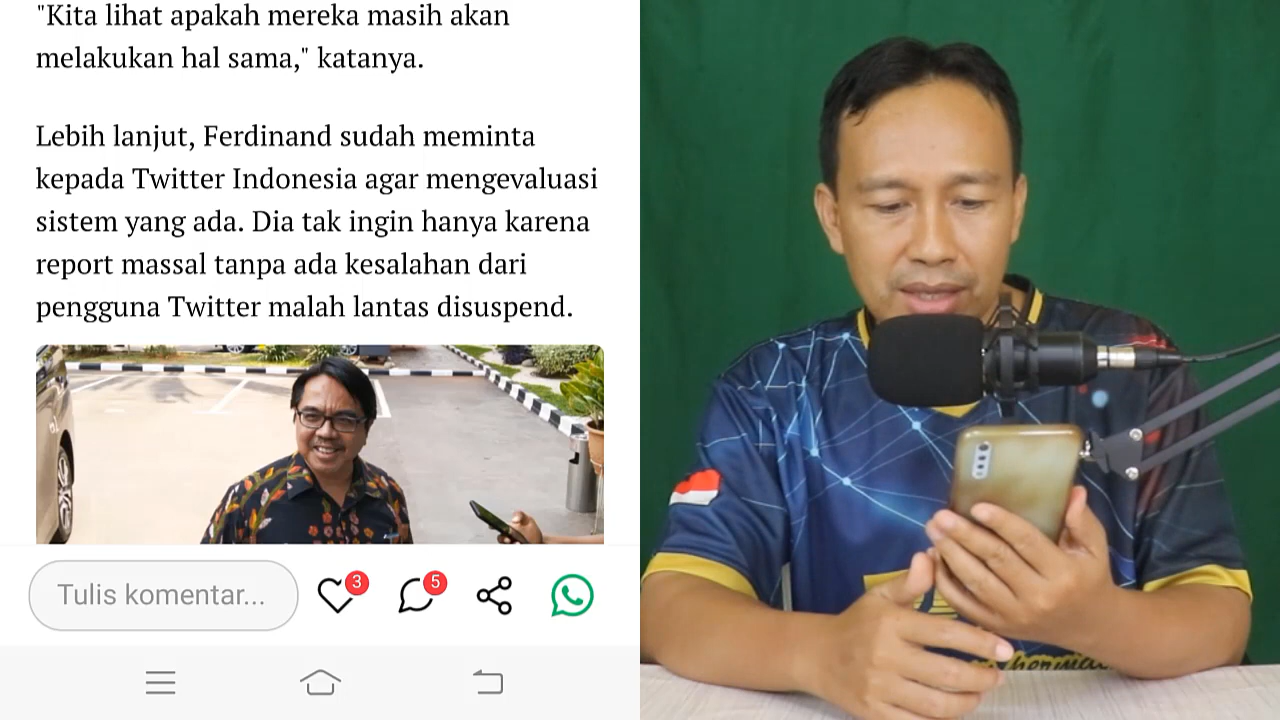 "Kita lihat apakah mereka masih akan
melakukan hal sama," katanya.
Lebih lanjut, Ferdinand sudah meminta
kepada Twitter Indonesia agar mengevaluasi
sistem yang ada. Dia tak ingin hanya karena
report massal tanpa ada kesalahan dari
pengguna Twitter malah lantas disuspend.
Tulis komentar...
3
5